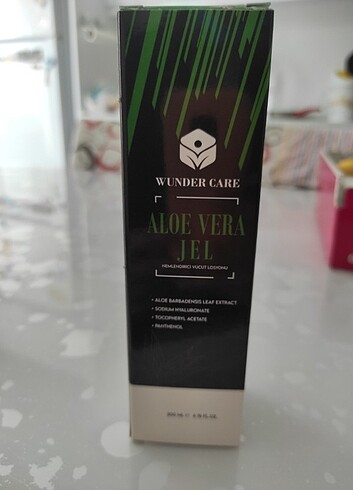 WUNDER CARE
ALOE VERA
JEL
NEMLENDİRİCİ VÜCUT LOSYONU
• ALOE BARBADENSIS LEAF EXTRACT
• SODIUM HYALURONATE
• TOCOPHERYL ACETATE
• PANTHENOL